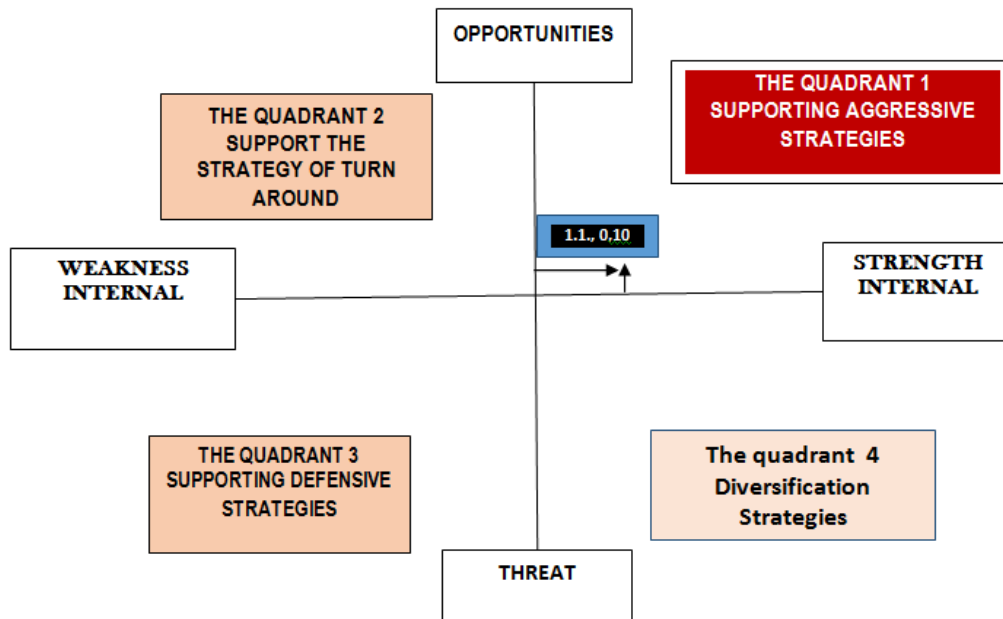 OPPORTUNITIES
THE QUADRANT 1
SUPPORTING AGGRESSIVE
STRATEGIES
THE QUADRANT 2
SUPPORT THE
STRATEGY OF TURN
AROUND
1.1., 0,10
WEAKNESS
INTERNAL
STRENGTH
INTERNAL
THE QUADRANT 3
SUPPORTING DEFENSIVE
STRATEGIES
The quadrant 4
Diversification
Strategies
THREAT